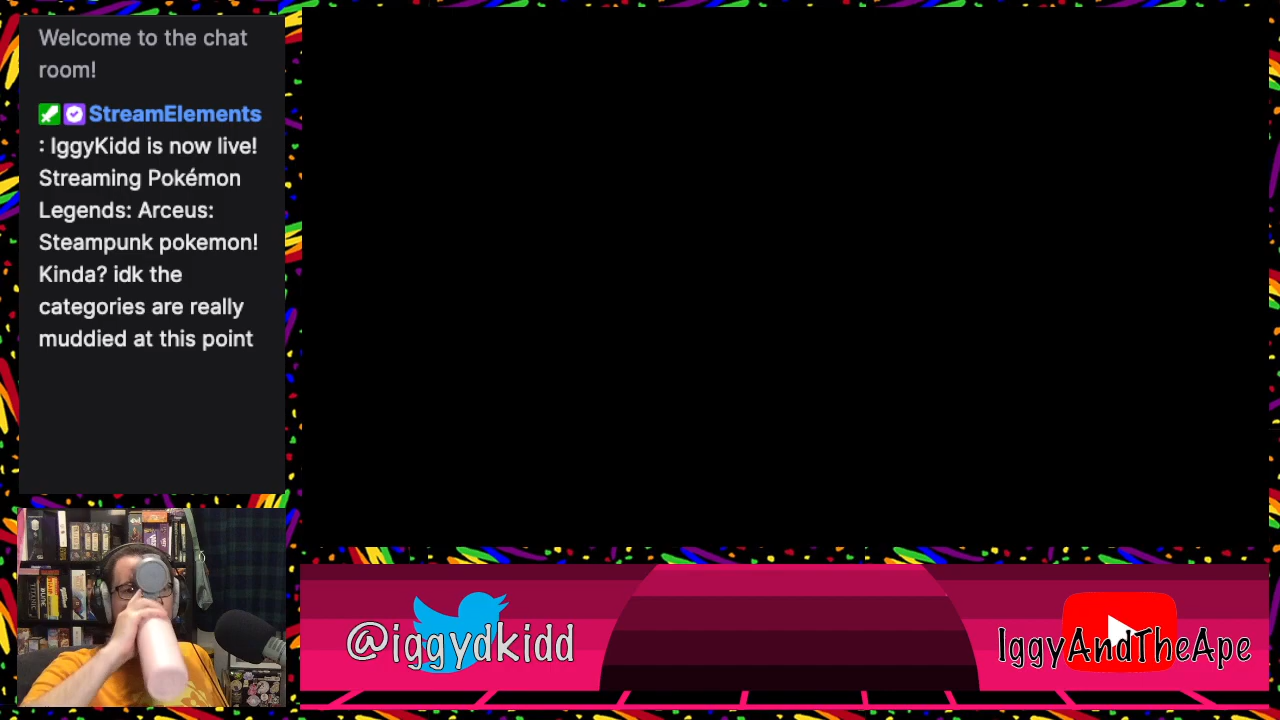 Welcome to the chat
room!
StreamElements
: IggyKidd is now live!
Streaming Pokémon
Legends: Arceus:
Steampunk pokemon!
Kinda? idk the
categories are really
muddied at this point
@iggydkidd
IggyAndTheApe